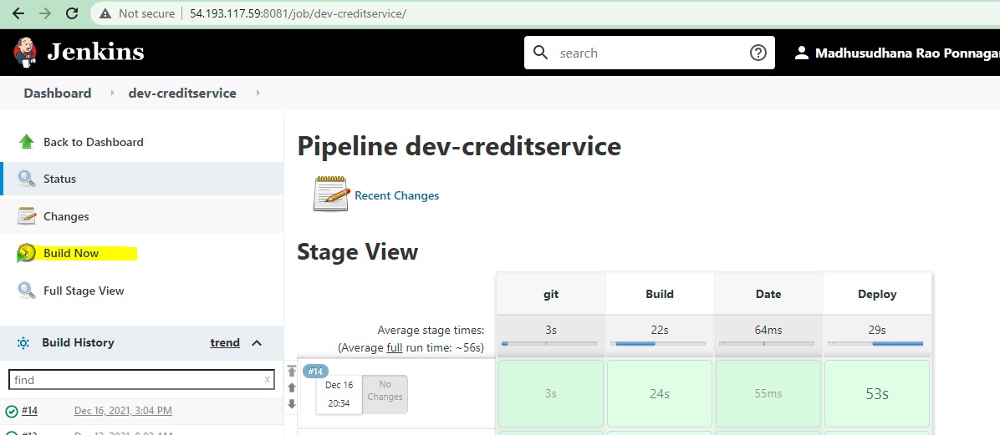 Not secure | 54.193.117.59:8081/job/dev-creditservice/
Jenkins
search
Madhusudhana Rao
Dashboard
dev-creditservice
Back to Dashboard
Status
Changes
Build Now
Full Stage View
Build History
trend
find
x
#14
Dec 16, 2021, 3:04 PM
Pipeline dev-creditservice
Recent Changes
Stage View
git Build Date Deploy
Average stage times:
3s 22s 64ms 29s
(Average full run time: ~56s)
#14
Dec 16
20:34
No
Changes
3s 24s 55ms 53s